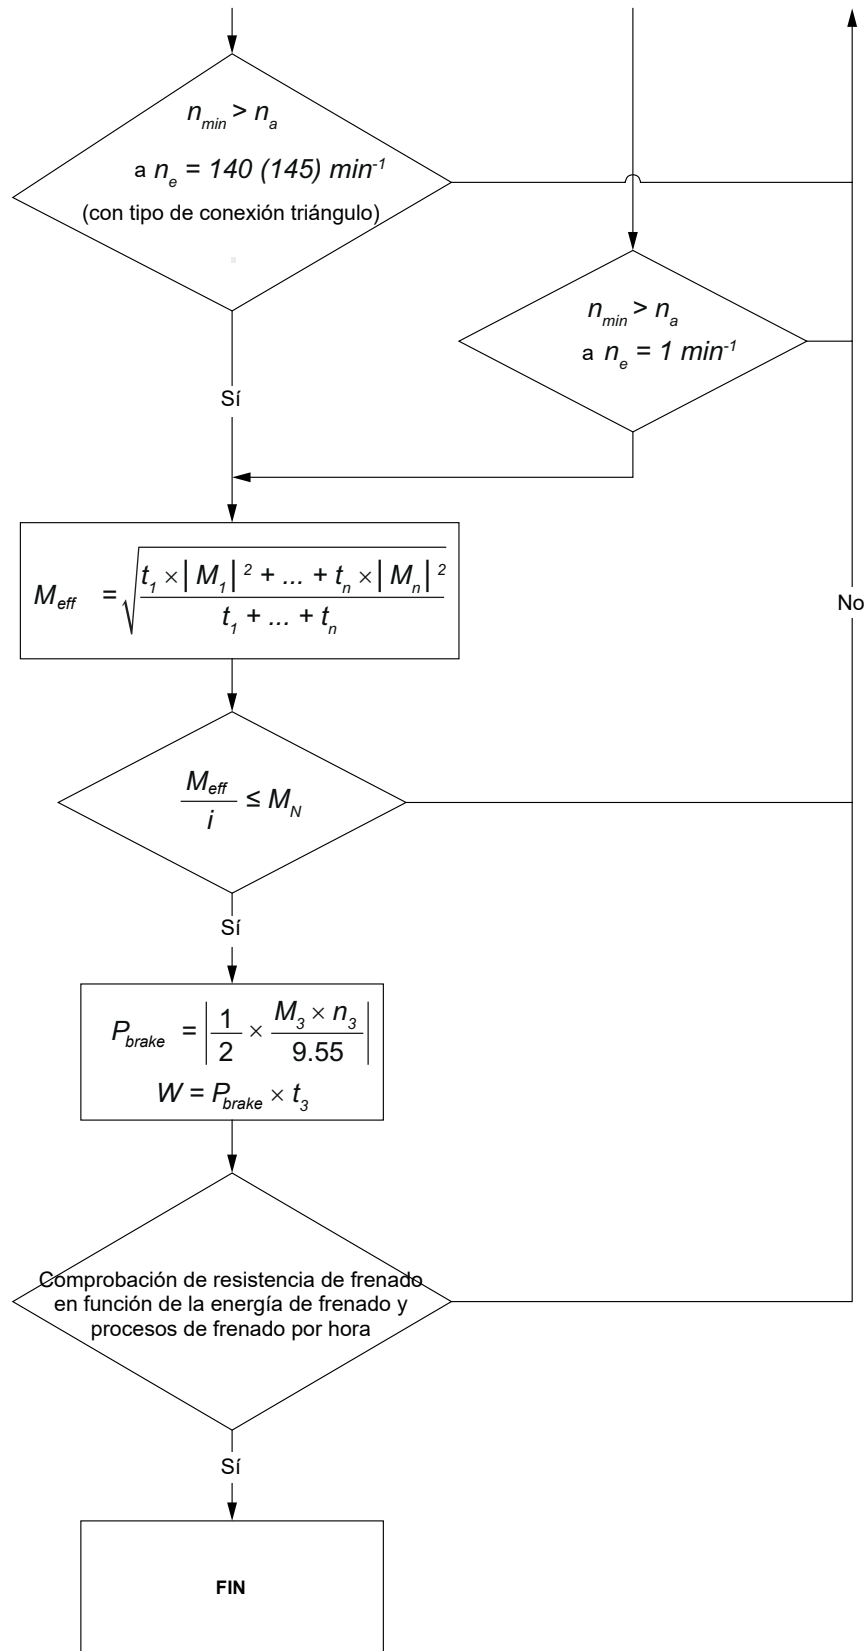 n_min > n_a
a n_e = 140 (145) min⁻¹
(con tipo de conexión triángulo)
n_min > n_a
a n_e = 1 min⁻¹
Sí
M_eff = √((t_1 × |M_1|² + ... + t_n × |M_n|²) / (t_1 + ... + t_n))
No
M_eff / i ≤ M_N
Sí
P_brake = |1/2 × (M_3 × n_3)/9.55|
W = P_brake × t_3
Comprobación de resistencia de frenado
en función de la energía de frenado y
procesos de frenado por hora
Sí
FIN